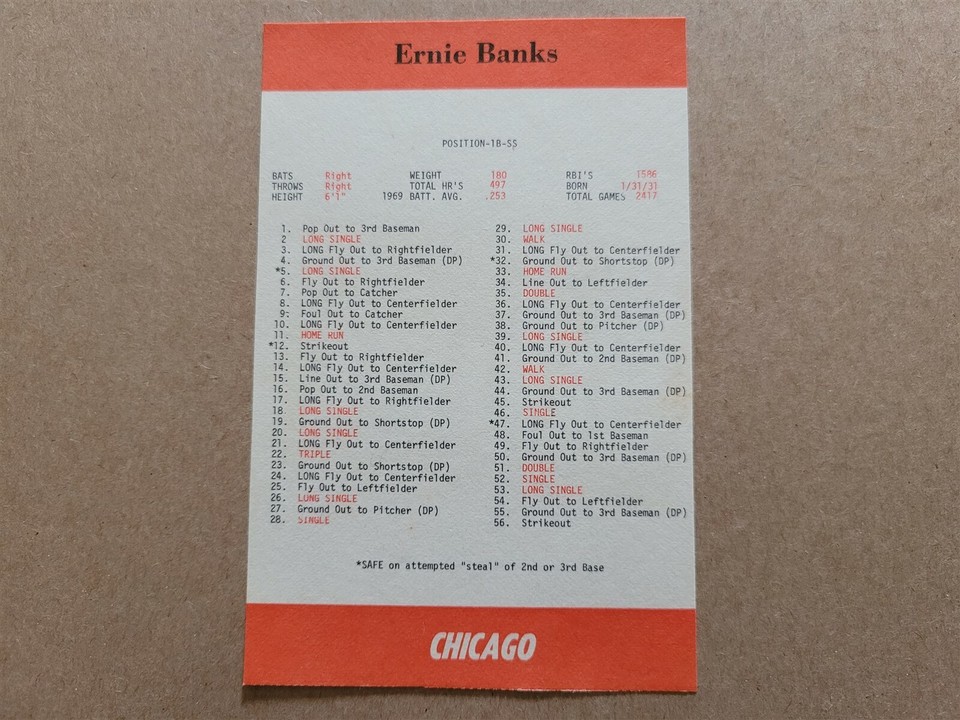 Ernie Banks
POSITION-1B-SS
BATS Right WEIGHT 180 RBI'S 1586
THROWS Right TOTAL HR'S 497 BORN 1/31/31
HEIGHT 6'1" 1969 BATT. AVG. .253 TOTAL GAMES 2417
1. Pop Out to 3rd Baseman
2 LONG SINGLE
3. LONG Fly Out to Rightfielder
4. Ground Out to 3rd Baseman (DP)
*5. LONG SINGLE
6. Fly Out to Rightfielder
7. Pop Out to Catcher
8. LONG Fly Out to Centerfielder
9. Foul Out to Catcher
10. LONG Fly Out to Centerfielder
11. HOME RUN
*12. Strikeout
13. Fly Out to Rightfielder
14. LONG Fly Out to Centerfielder
15. Line Out to 3rd Baseman (DP)
16. Pop Out to 2nd Baseman
17. LONG Fly Out to Rightfielder
18. LONG SINGLE
19. Ground Out to Shortstop (DP)
20. LONG SINGLE
21. LONG Fly Out to Centerfielder
22. TRIPLE
23. Ground Out to Shortstop (DP)
24. LONG Fly Out to Centerfielder
25. Fly Out to Leftfielder
26. LONG SINGLE
27. Ground Out to Pitcher (DP)
28. SINGLE
29. LONG SINGLE
30. WALK
31. LONG Fly Out to Centerfielder
*32. Ground Out to Shortstop (DP)
33. HOME RUN
34. Line Out to Leftfielder
35. DOUBLE
36. LONG Fly Out to Centerfielder
37. Ground Out to 3rd Baseman (DP)
38. Ground Out to Pitcher (DP)
39. LONG SINGLE
40. LONG Fly Out to Centerfielder
41. Ground Out to 2nd Baseman (DP)
42. WALK
43. LONG SINGLE
44. Ground Out to 3rd Baseman (DP)
45. Strikeout
46. SINGLE
*47. LONG Fly Out to Centerfielder
48. Foul Out to 1st Baseman
49. Fly Out to Rightfielder
50. Ground Out to 3rd Baseman (DP)
51. DOUBLE
52. SINGLE
53. LONG SINGLE
54. Fly Out to Leftfielder
55. Ground Out to 3rd Baseman (DP)
56. Strikeout
*SAFE on attempted "steal" of 2nd or 3rd Base
CHICAGO